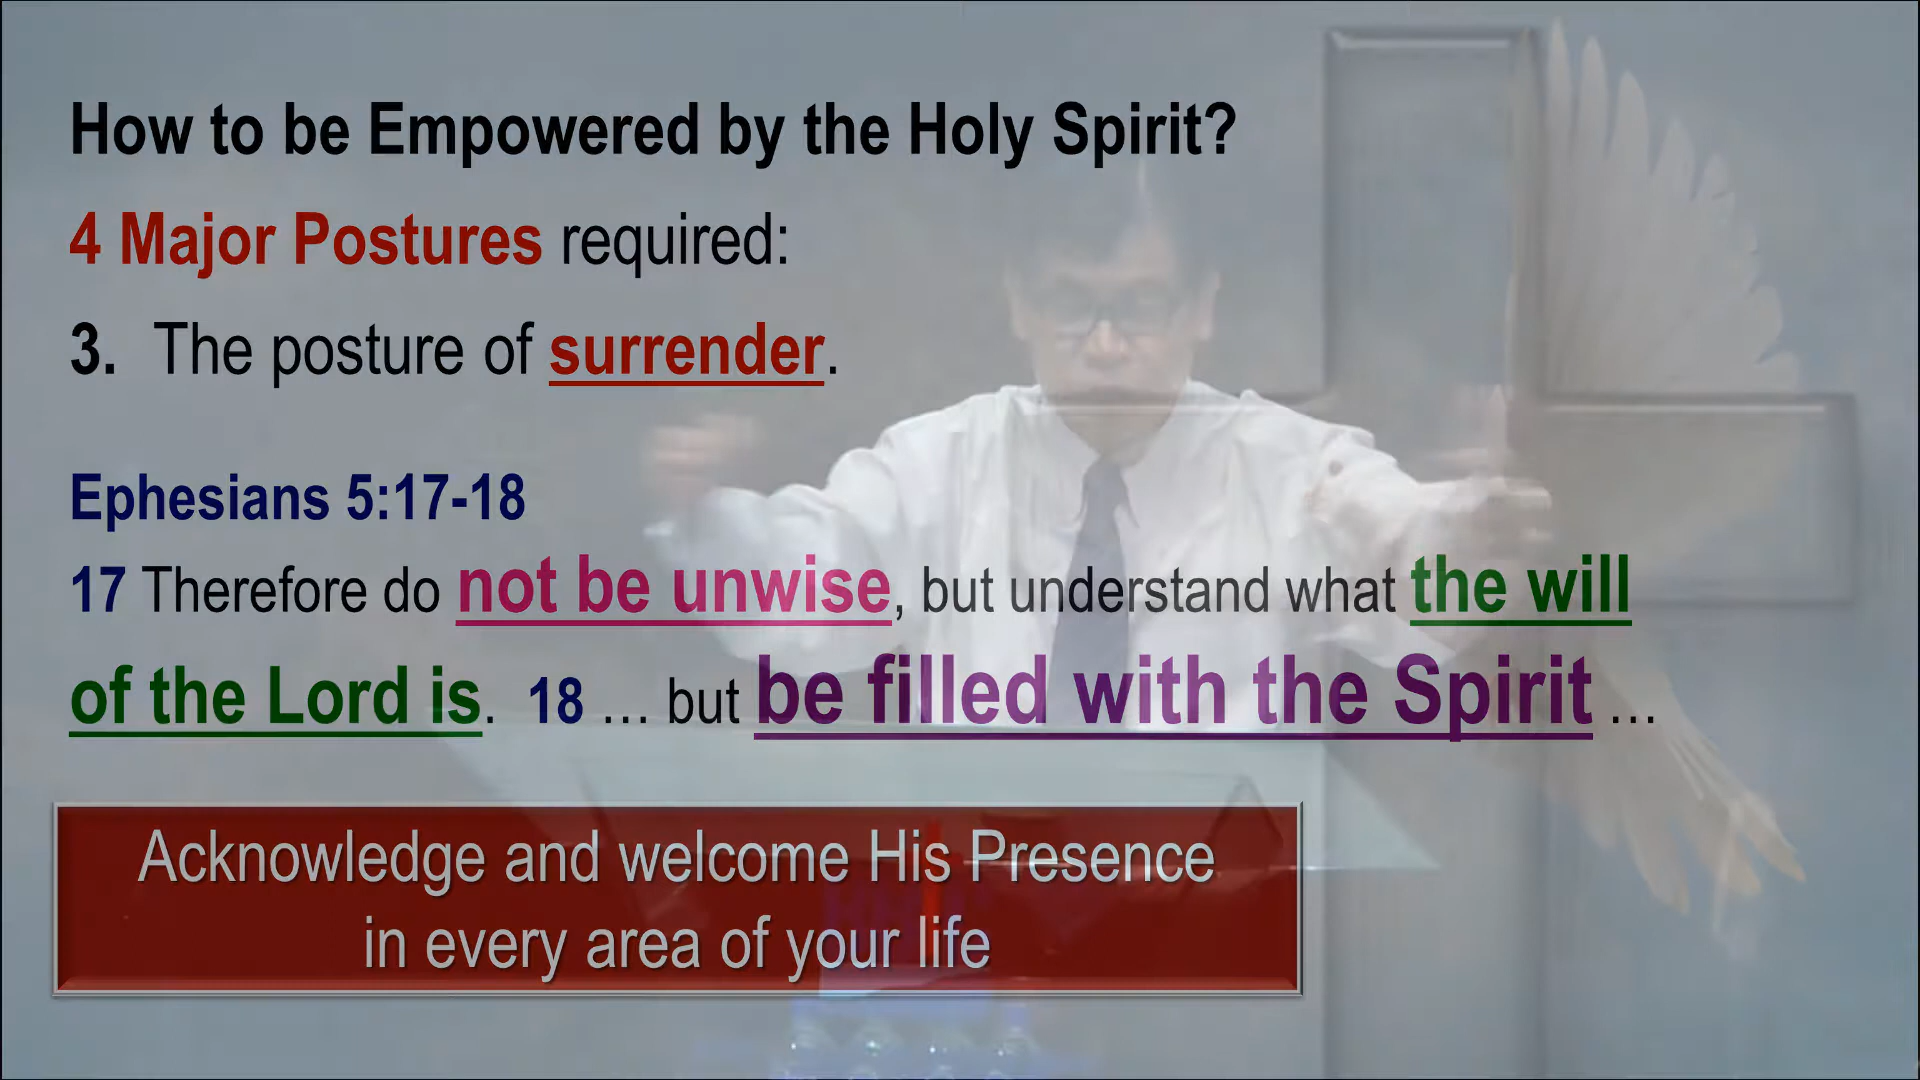 How to be Empowered by the Holy Spirit?
4 Major Postures required:
3. The posture of surrender.
Ephesians 5:17-18
17 Therefore do not be unwise, but understand what the will
of the Lord is. 18 … but be filled with the Spirit …
Acknowledge and welcome His Presence
in every area of your life